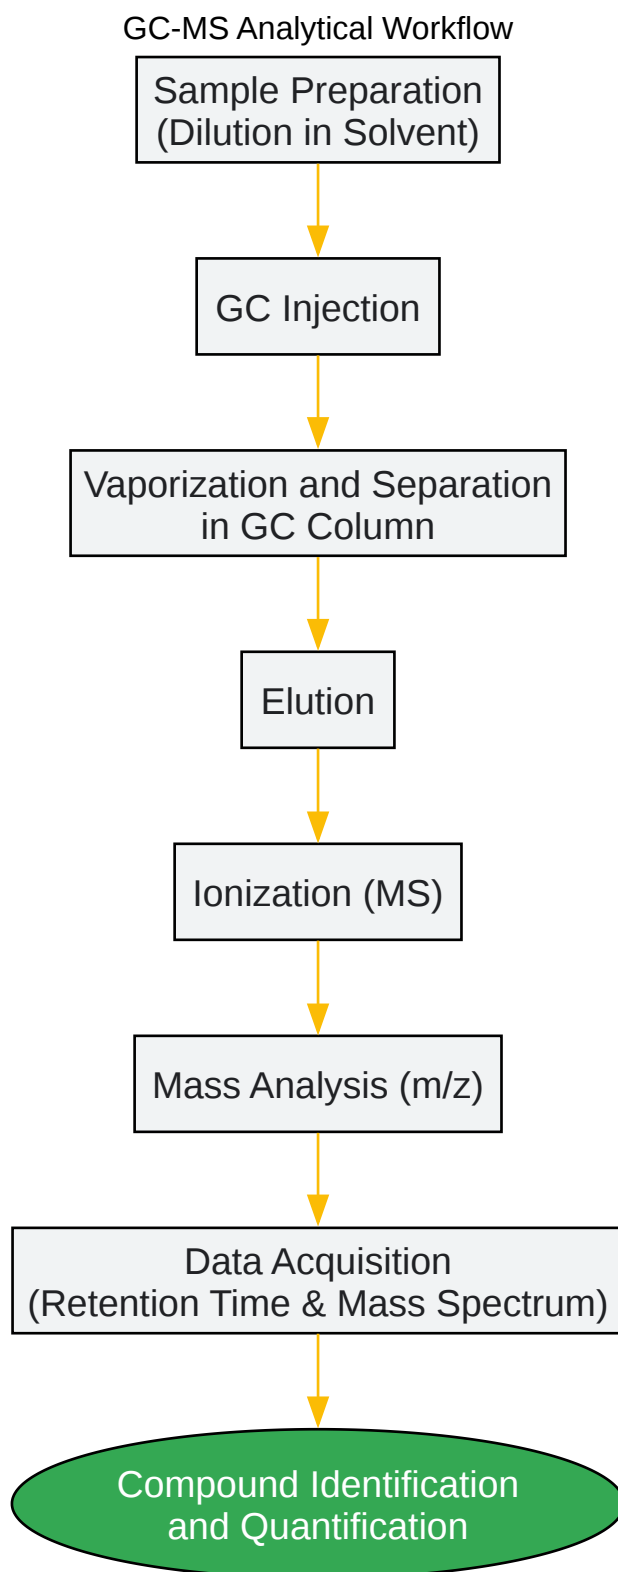 GC-MS Analytical Workflow
Sample Preparation
(Dilution in Solvent)
GC Injection
Vaporization and Separation
in GC Column
Elution
Ionization (MS)
Mass Analysis (m/z)
Data Acquisition
(Retention Time & Mass Spectrum)
Compound Identification
and Quantification